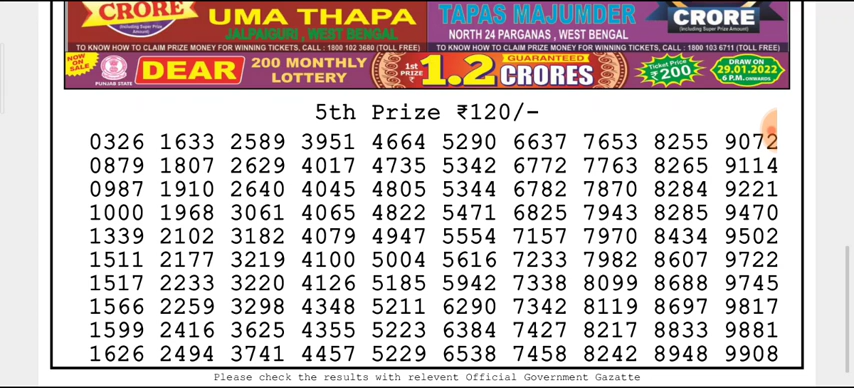 CRORE
(Including Super Prize Amount)
UMA THAPA
JALPAIGURI, WEST BENGAL
TAPAS MAJUMDER
NORTH 24 PARGANAS , WEST BENGAL
CRORE
(Including Super Prize Amount)
TO KNOW HOW TO CLAIM PRIZE MONEY FOR WINNING TICKETS, CALL : 1800 102 3680 (TOLL FREE)
TO KNOW HOW TO CLAIM PRIZE MONEY FOR WINNING TICKETS, CALL : 1800 103 6711 (TOLL FREE)
NOW ON SALE
PUNJAB STATE
DEAR
200 MONTHLY
LOTTERY
1st PRIZE ₹
1.2
GUARANTEED
CRORES
Ticket Price
₹200
DRAW ON
29.01.2022
6 P.M. ONWARDS
5th Prize ₹120/-
0326 1633 2589 3951 4664 5290 6637 7653 8255 9072
0879 1807 2629 4017 4735 5342 6772 7763 8265 9114
0987 1910 2640 4045 4805 5344 6782 7870 8284 9221
1000 1968 3061 4065 4822 5471 6825 7943 8285 9470
1339 2102 3182 4079 4947 5554 7157 7970 8434 9502
1511 2177 3219 4100 5004 5616 7233 7982 8607 9722
1517 2233 3220 4126 5185 5942 7338 8099 8688 9745
1566 2259 3298 4348 5211 6290 7342 8119 8697 9817
1599 2416 3625 4355 5223 6384 7427 8217 8833 9881
1626 2494 3741 4457 5229 6538 7458 8242 8948 9908
Please check the results with relevent Official Government Gazatte